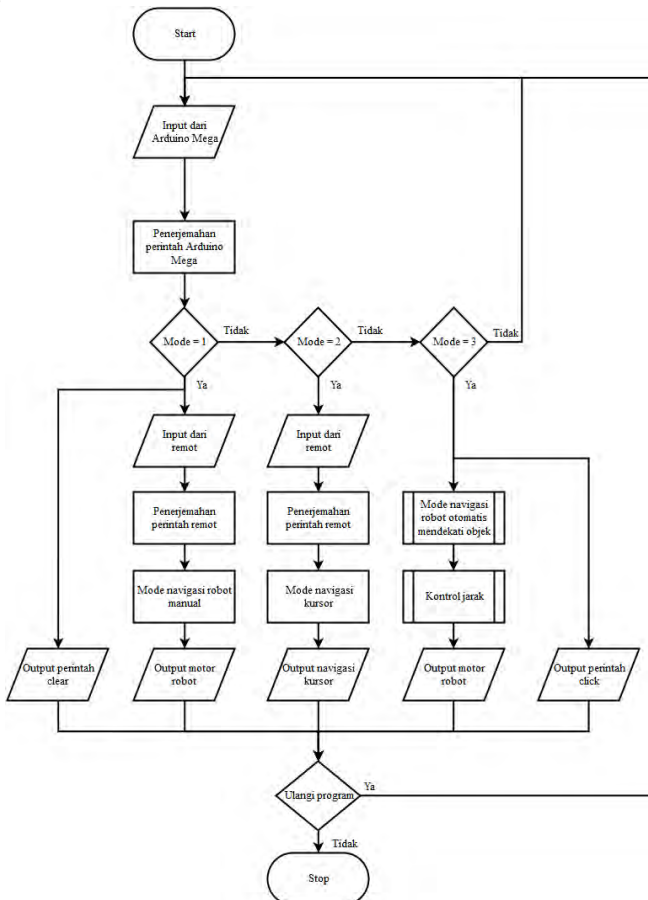 Start
Input dari
Arduino Mega
Penerjemahan
perintah Arduino
Mega
Mode = 1
Tidak
Mode = 2
Tidak
Mode = 3
Tidak
Ya
Ya
Ya
Input dari
remot
Input dari
remot
Penerjemahan
perintah remot
Penerjemahan
perintah remot
Mode navigasi
robot otomatis
mendekati objek
Mode navigasi robot
manual
Mode navigasi
kursor
Kontrol jarak
Output perintah
clear
Output motor
robot
Output navigasi
kursor
Output motor
robot
Output perintah
click
Ulangi program
Ya
Tidak
Stop